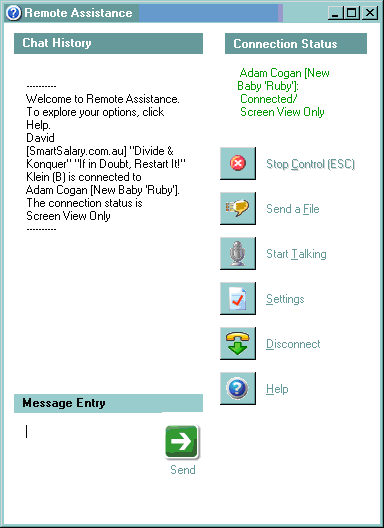 Remote Assistance
Chat History
----------
Welcome to Remote Assistance.
To explore your options, click
Help.
David
[SmartSalary.com.au] "Divide &
Konquer" "If in Doubt, Restart It!"
Klein (B) is connected to
Adam Cogan [New Baby 'Ruby'].
The connection status is
Screen View Only
----------
Message Entry
Send
Connection Status
Adam Cogan [New
Baby 'Ruby']:
Connected/
Screen View Only
Stop Control (ESC)
Send a File
Start Talking
Settings
Disconnect
Help